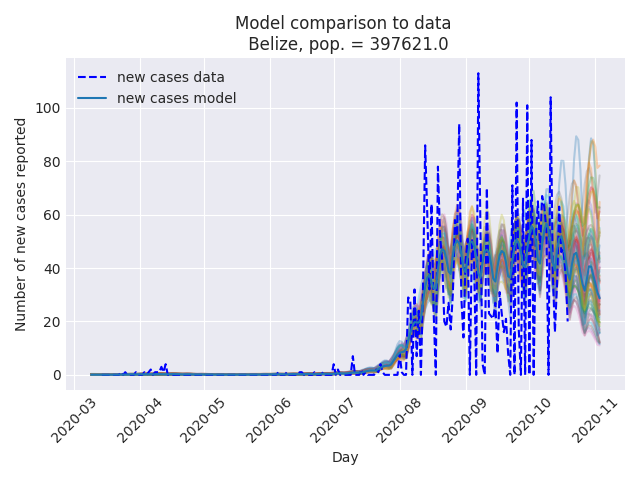 Model comparison to data
Belize, pop. = 397621.0
new cases data
new cases model
Number of new cases reported
100
80
60
40
20
0
2020-03
2020-04
2020-05
2020-06
2020-07
2020-08
2020-09
2020-10
2020-11
Day